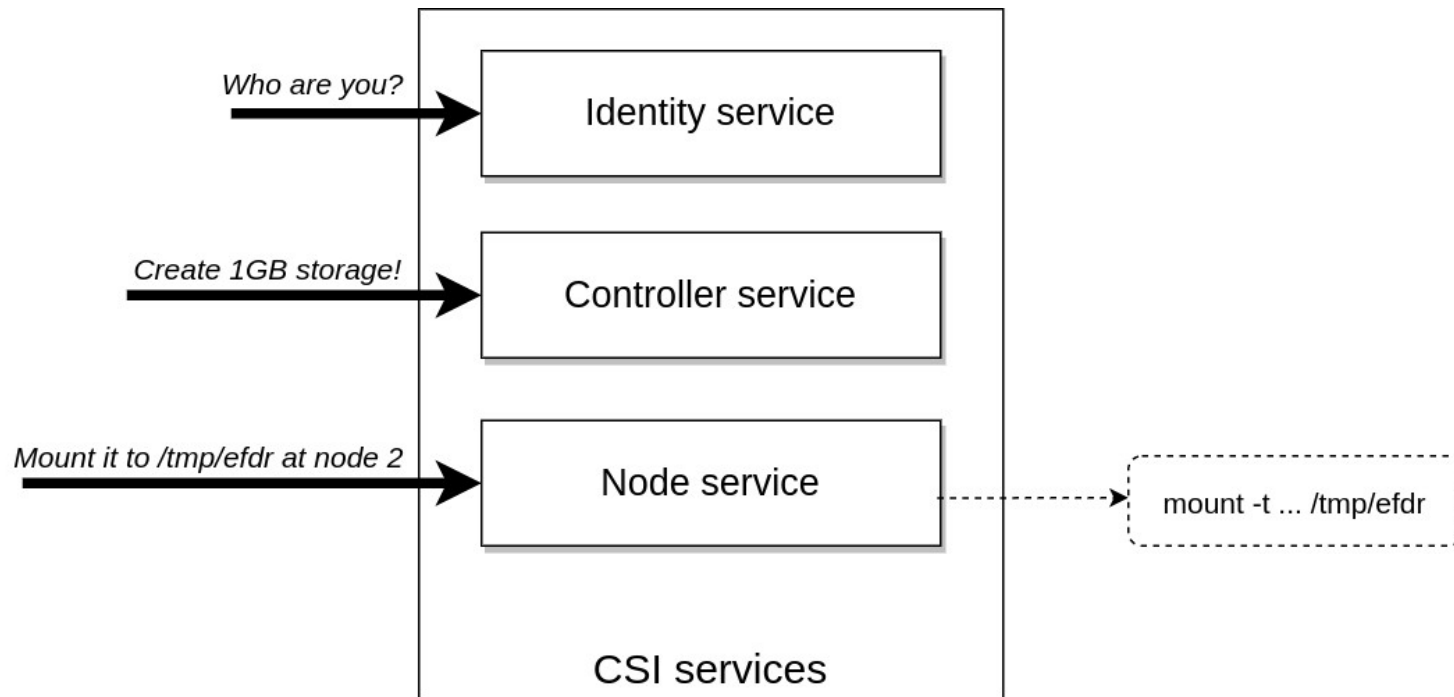 Who are you?
Identity service
Create 1GB storage!
Controller service
Mount it to /tmp/efdr at node 2
Node service
mount -t ... /tmp/efdr
CSI services